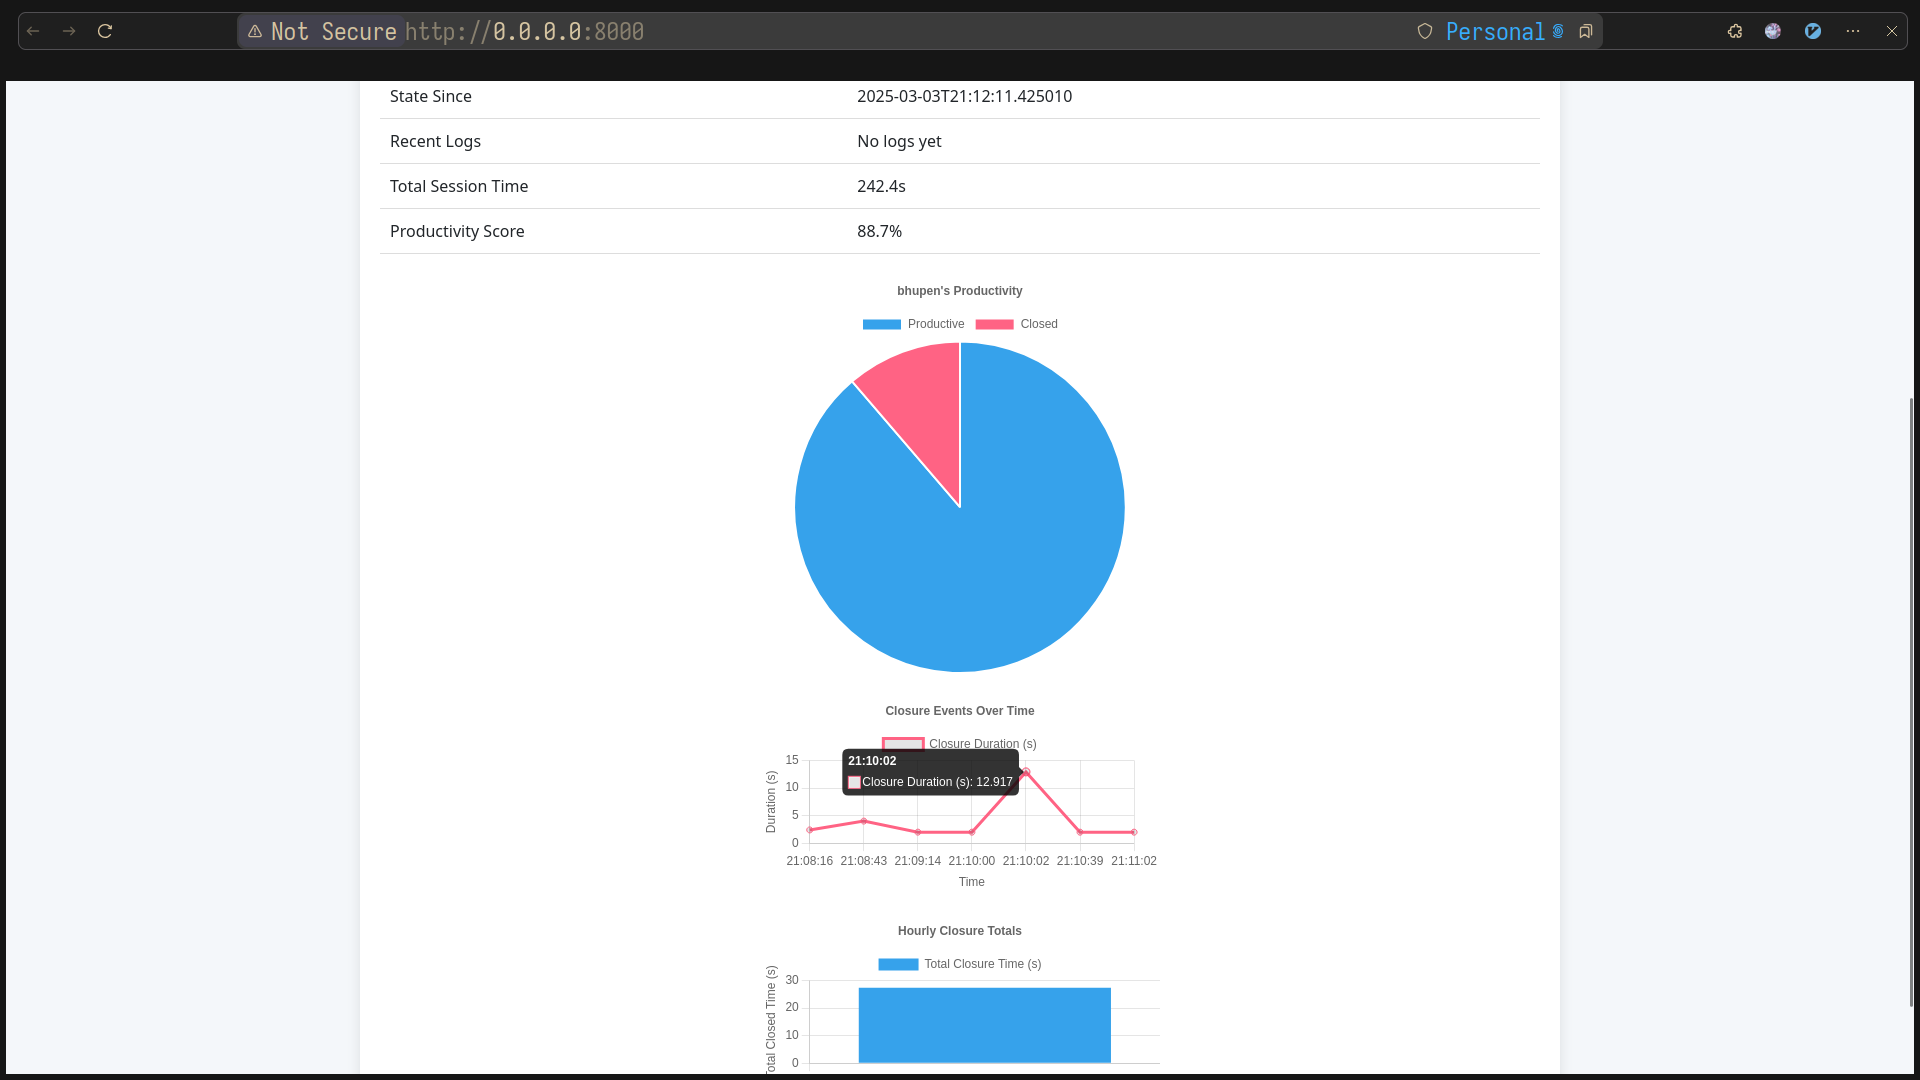 Not Secure http://0.0.0.0:8000 Personal
State Since 2025-03-03T21:12:11.425010
Recent Logs No logs yet
Total Session Time 242.4s
Productivity Score 88.7%
bhupen's Productivity
Productive Closed
Closure Events Over Time
Closure Duration (s)
21:10:02
Closure Duration (s): 12.917
Duration (s)
15
10
5
0
21:08:16 21:08:43 21:09:14 21:10:00 21:10:02 21:10:39 21:11:02
Time
Hourly Closure Totals
Total Closure Time (s)
Total Closed Time (s)
30
20
10
0